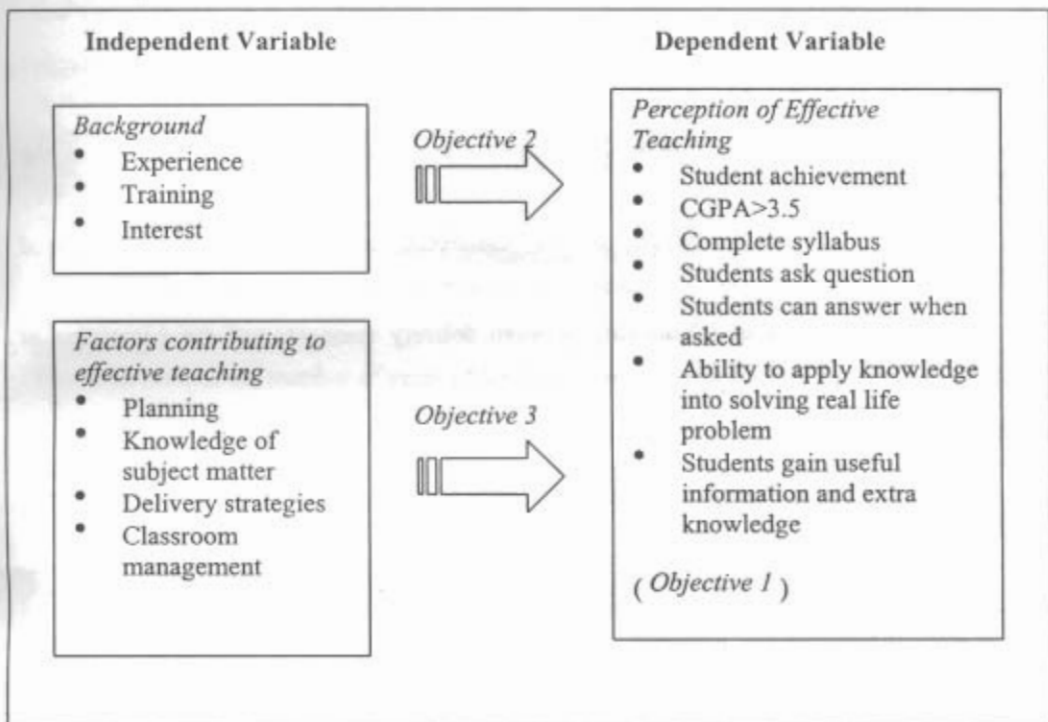 Independent Variable
Dependent Variable
Background
• Experience
• Training
• Interest
Objective 2
Perception of Effective
Teaching
• Student achievement
• CGPA>3.5
• Complete syllabus
• Students ask question
• Students can answer when
asked
• Ability to apply knowledge
into solving real life
problem
• Students gain useful
information and extra
knowledge
( Objective 1 )
Factors contributing to
effective teaching
• Planning
• Knowledge of
subject matter
• Delivery strategies
• Classroom
management
Objective 3